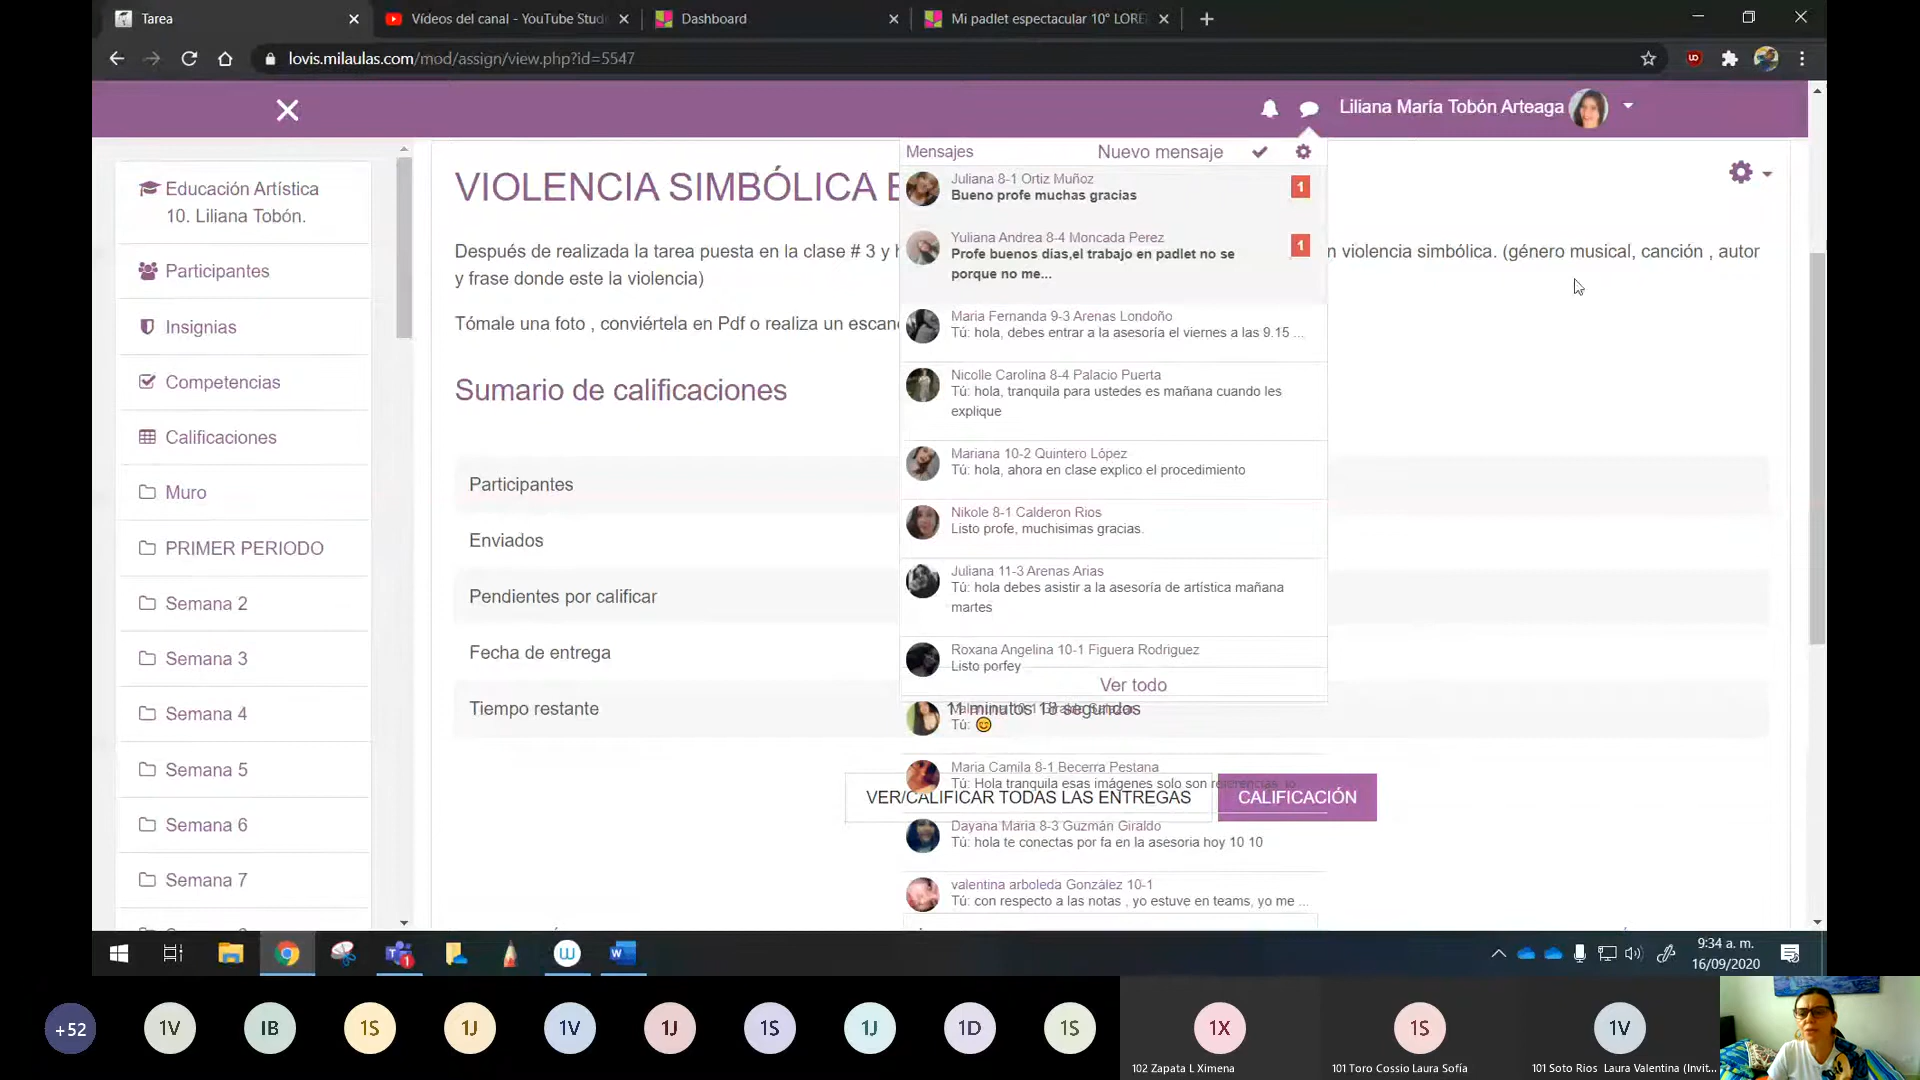 Tarea
Vídeos del canal - YouTube Stud
Dashboard
Mi padlet espectacular 10° LORE
lovis.milaulas.com/mod/assign/view.php?id=5547
Liliana María Tobón Arteaga
Educación Artística
10. Liliana Tobón.
Participantes
Insignias
Competencias
Calificaciones
Muro
PRIMER PERIODO
Semana 2
Semana 3
Semana 4
Semana 5
Semana 6
Semana 7
VIOLENCIA SIMBÓLICA
Después de realizada la tarea puesta en la clase # 3 y
n violencia simbólica. (género musical, canción , autor
y frase donde este la violencia)
Tómale una foto , conviértela en Pdf o realiza un escan
Sumario de calificaciones
Participantes
Enviados
Pendientes por calificar
Fecha de entrega
Tiempo restante
11 minutos 18 segundos
VER/CALIFICAR TODAS LAS ENTREGAS
CALIFICACIÓN
Mensajes
Nuevo mensaje
Juliana 8-1 Ortiz Muñoz
Bueno profe muchas gracias
1
Yuliana Andrea 8-4 Moncada Perez
Profe buenos dias,el trabajo en padlet no se
porque no me...
1
Maria Fernanda 9-3 Arenas Londoño
Tú: hola, debes entrar a la asesoría el viernes a las 9.15 ...
Nicolle Carolina 8-4 Palacio Puerta
Tú: hola, tranquila para ustedes es mañana cuando les
explique
Mariana 10-2 Quintero López
Tú: hola, ahora en clase explico el procedimiento
Nikole 8-1 Calderon Rios
Listo profe, muchisimas gracias.
Juliana 11-3 Arenas Arias
Tú: hola debes asistir a la asesoría de artística mañana
martes
Roxana Angelina 10-1 Figuera Rodriguez
Listo porfey
Ver todo
Tú: 😊
Maria Camila 8-1 Becerra Pestana
Tú: Hola tranquila esas imágenes solo son referencias
Dayana Maria 8-3 Guzmán Giraldo
Tú: hola te conectas por fa en la asesoria hoy 10 10
valentina arboleda González 10-1
Tú: con respecto a las notas , yo estuve en teams, yo me ...
9:34 a. m.
16/09/2020
+52
1V
IB
1S
1J
1V
1J
1S
1J
1D
1S
1X
1S
1V
102 Zapata L Ximena
101 Toro Cossio Laura Sofía
101 Soto Rios Laura Valentina (Invit...